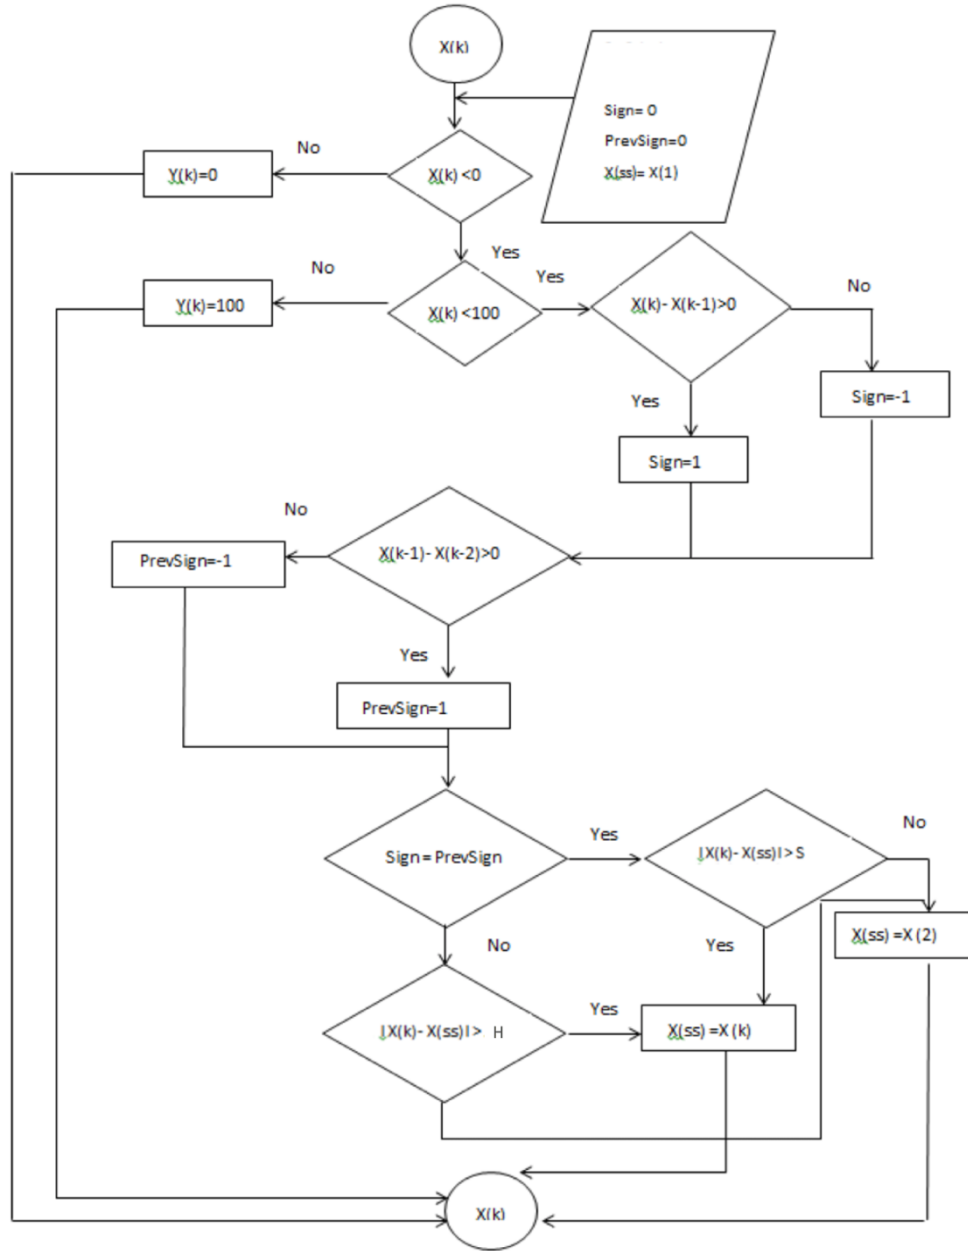 X(k)
Sign= 0
PrevSign=0
X(ss)= X(1)
No
Y(k)=0
X(k) <0
Yes
No
Y(k)=100
X(k) <100
Yes
X(k)- X(k-1)>0
No
Sign=-1
Yes
Sign=1
No
X(k-1)- X(k-2)>0
PrevSign=-1
Yes
PrevSign=1
Sign = PrevSign
Yes
|X(k)- X(ss)| > S
No
X(ss) =X (2)
No
Yes
|X(k)- X(ss)| > H
Yes
X(ss) =X (k)
X(k)